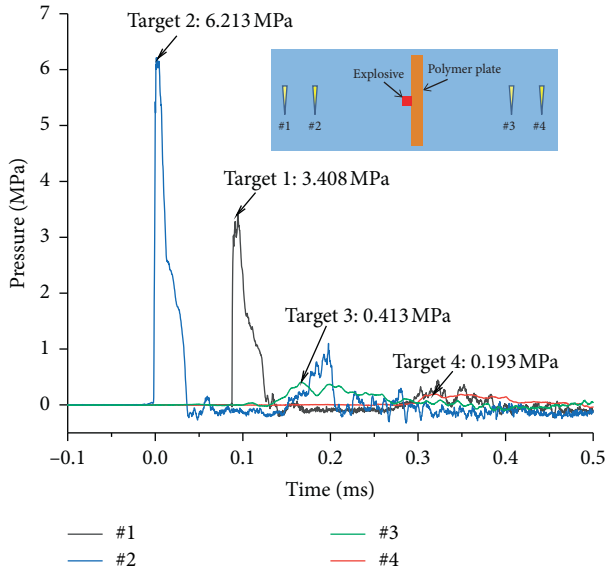 Target 2: 6.213 MPa
Explosive
Polymer plate
#1
#2
#3
#4
Target 1: 3.408 MPa
Target 3: 0.413 MPa
Target 4: 0.193 MPa
Pressure (MPa)
7
6
5
4
3
2
1
0
−0.1
0.0
0.1
0.2
0.3
0.4
0.5
Time (ms)
#1
#3
#2
#4